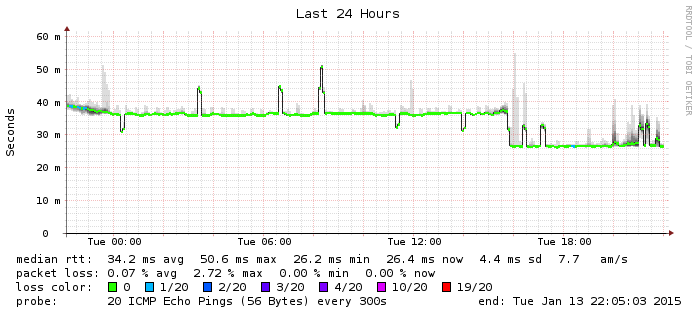 Last 24 Hours
RRDTOOL / TOBI OETIKER
Seconds
60 m
50 m
40 m
30 m
20 m
10 m
0
Tue 00:00 Tue 06:00 Tue 12:00 Tue 18:00
median rtt: 34.2 ms avg 50.6 ms max 26.2 ms min 26.4 ms now 4.4 ms sd 7.7 am/s
packet loss: 0.07 % avg 2.72 % max 0.00 % min 0.00 % now
loss color: 0 1/20 2/20 3/20 4/20 10/20 19/20
probe: 20 ICMP Echo Pings (56 Bytes) every 300s end: Tue Jan 13 22:05:03 2015